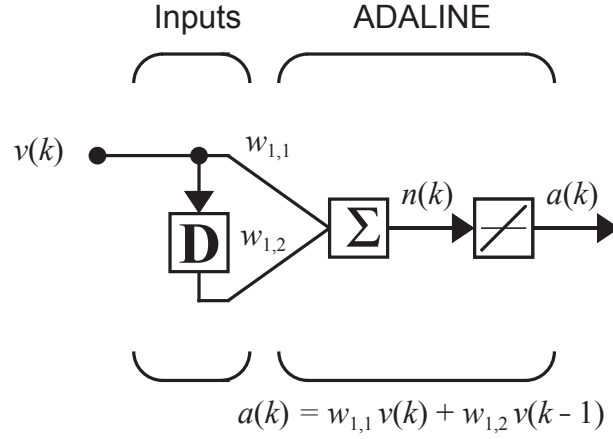 Inputs ADALINE
v(k) w₁,₁ n(k) a(k)
D w₁,₂ Σ
a(k) = w₁,₁ v(k) + w₁,₂ v(k - 1)